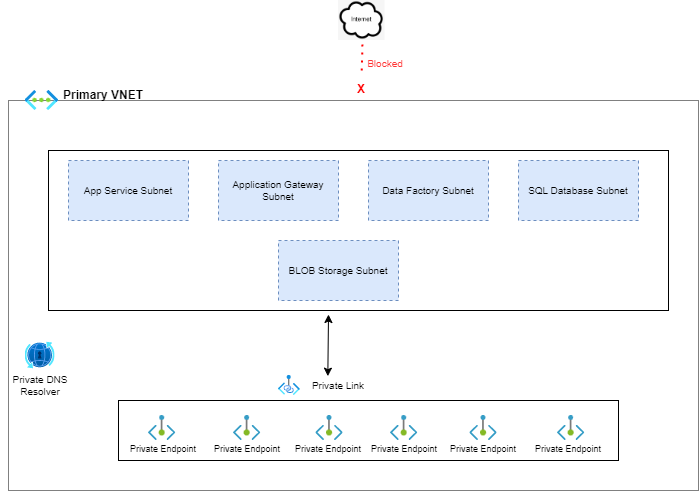 Internet
Blocked
X
Primary VNET
App Service Subnet
Application Gateway
Subnet
Data Factory Subnet
SQL Database Subnet
BLOB Storage Subnet
Private DNS
Resolver
Private Link
Private Endpoint
Private Endpoint
Private Endpoint
Private Endpoint
Private Endpoint
Private Endpoint